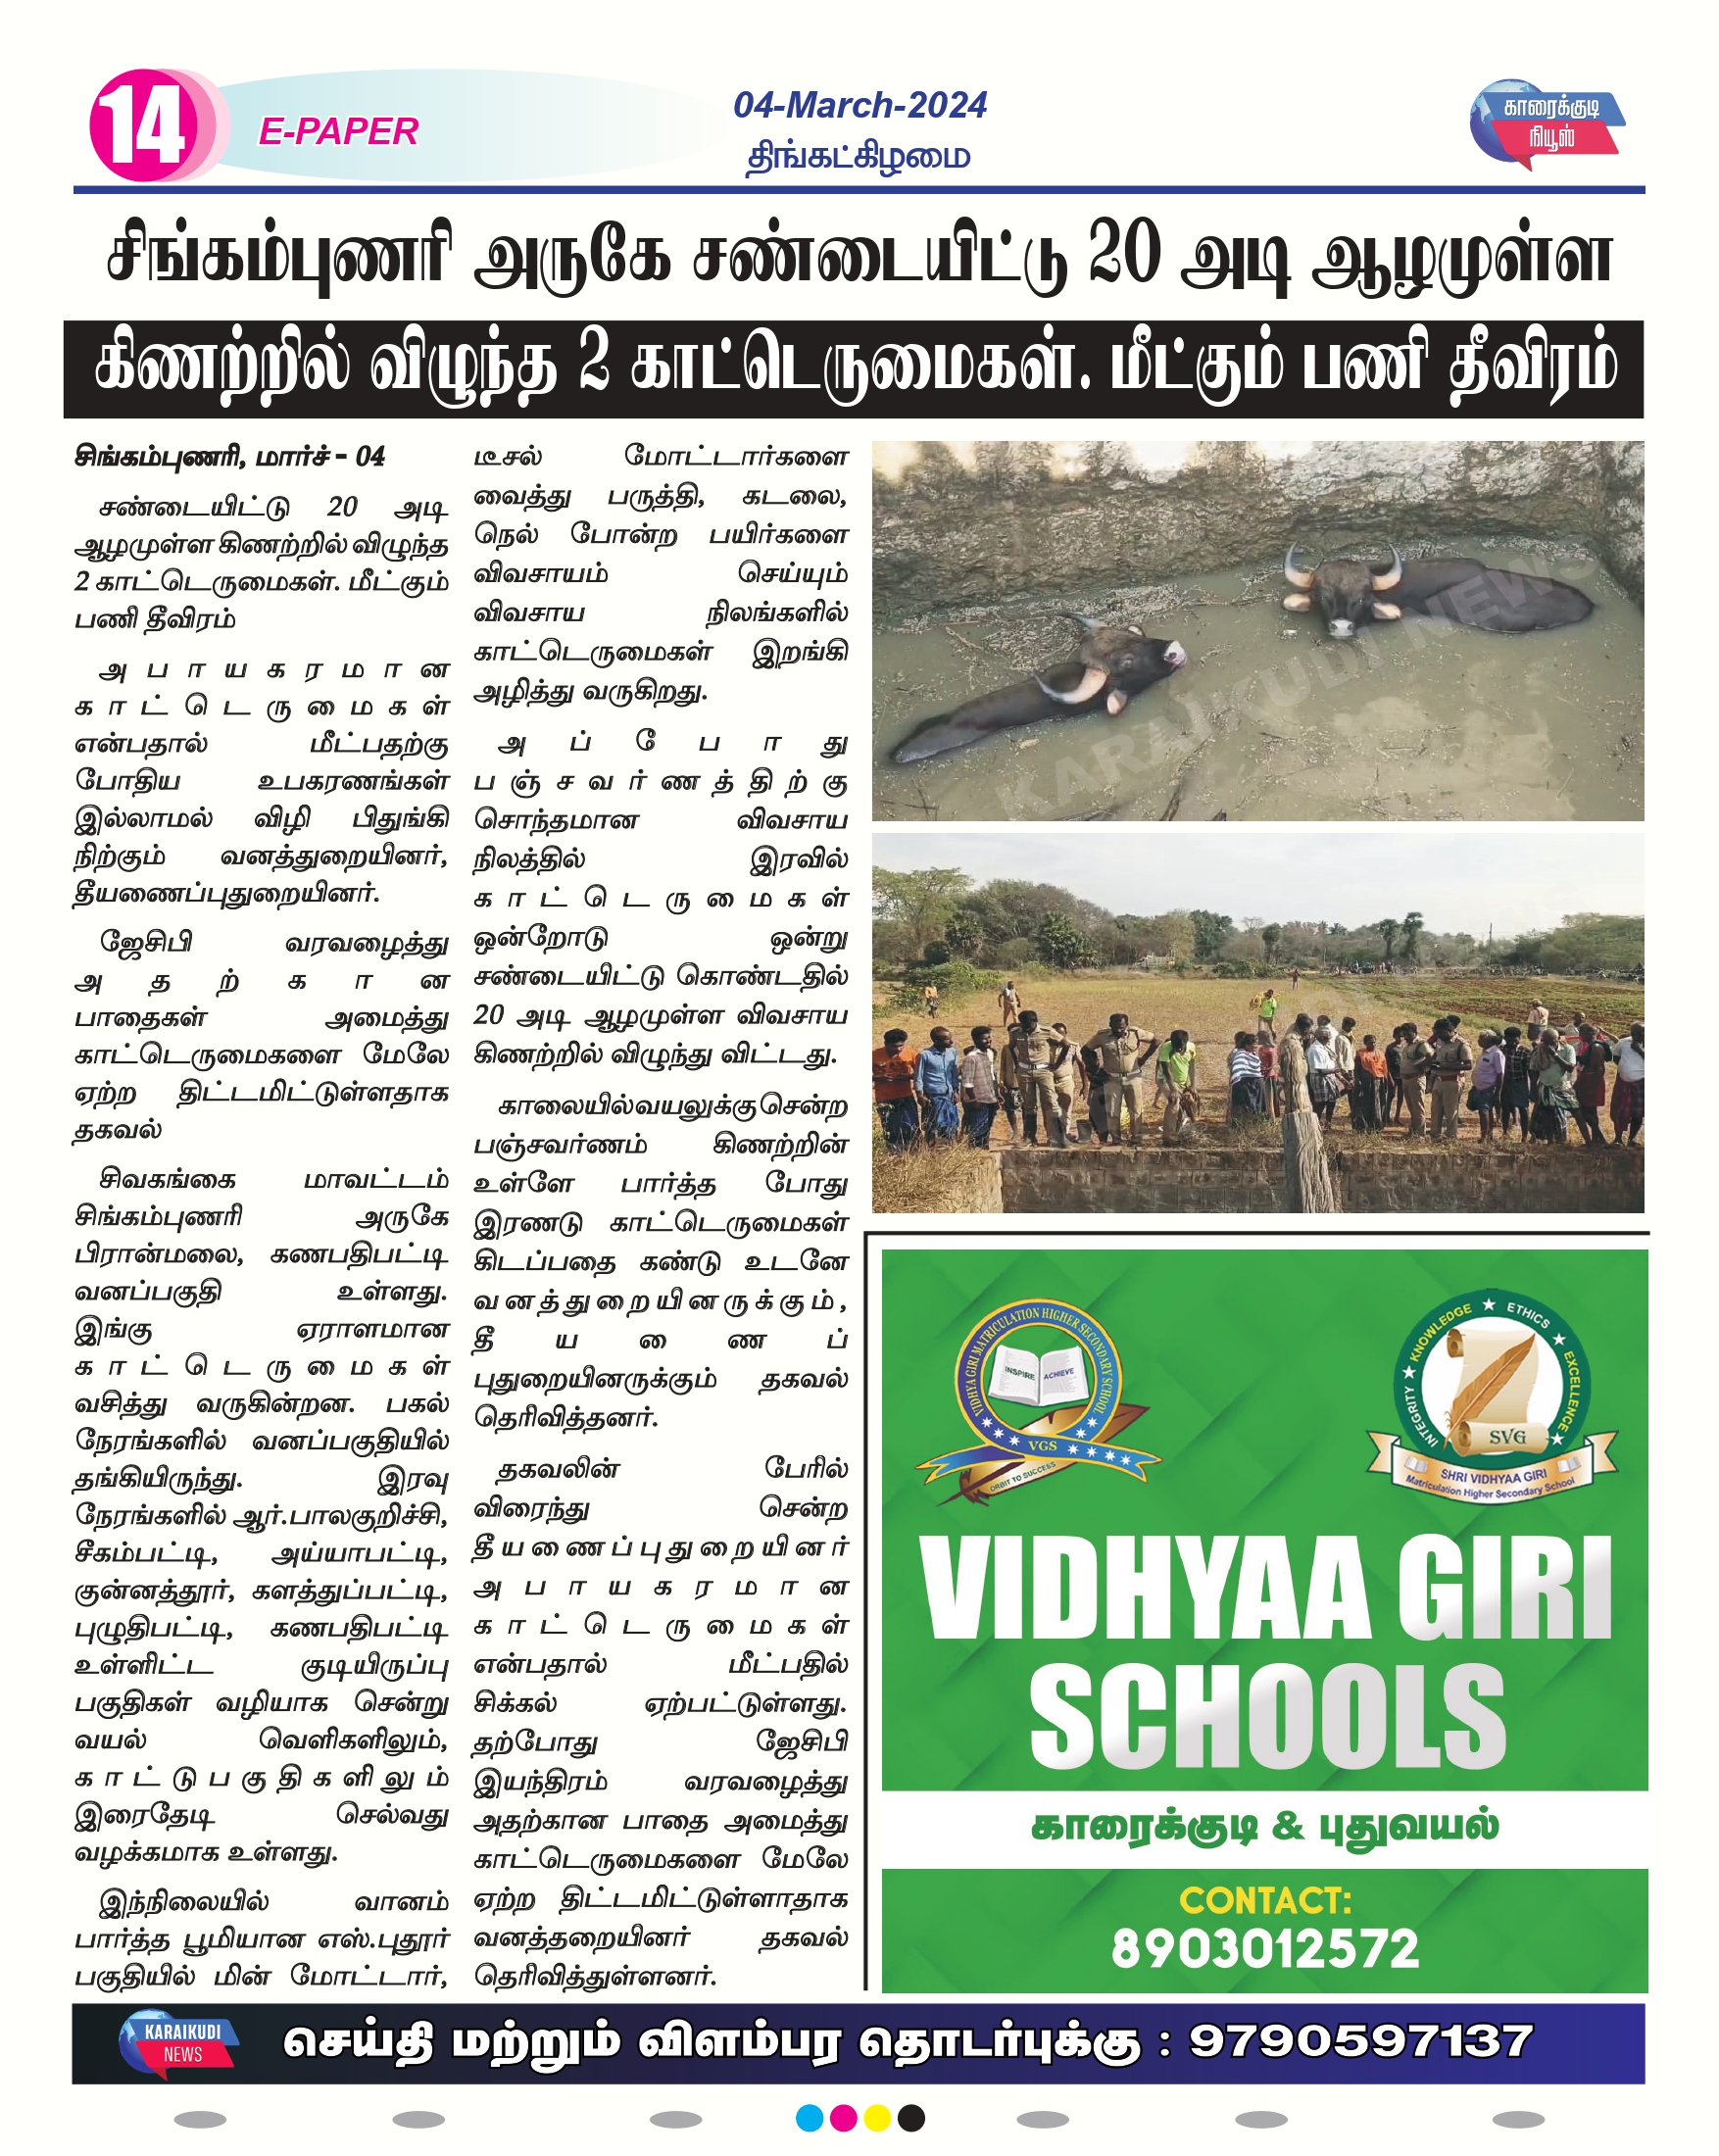 14
E-PAPER
04-March-2024
திங்கட்கிழமை
காரைக்குடி
நியூஸ்
சிங்கம்புணரி அருகே சண்டையிட்டு 20 அடி ஆழமுள்ள
கிணற்றில் விழுந்த 2 காட்டெருமைகள். மீட்கும் பணி தீவிரம்
சிங்கம்புணரி, மார்ச் - 04
சண்டையிட்டு 20 அடி
ஆழமுள்ள கிணற்றில் விழுந்த
2 காட்டெருமைகள். மீட்கும்
பணி தீவிரம்
அபாயகரமான
காட்டெருமைகள்
என்பதால் மீட்பதற்கு
போதிய உபகரணங்கள்
இல்லாமல் விழி பிதுங்கி
நிற்கும் வனத்துறையினர்,
தீயணைப்புதுறையினர்.
ஜேசிபி வரவழைத்து
அதற்கான
பாதைகள் அமைத்து
காட்டெருமைகளை மேலே
ஏற்ற திட்டமிட்டுள்ளதாக
தகவல்
சிவகங்கை மாவட்டம்
சிங்கம்புணரி அருகே
பிரான்மலை, கணபதிபட்டி
வனப்பகுதி உள்ளது.
இங்கு ஏராளமான
காட்டெருமைகள்
வசித்து வருகின்றன. பகல்
நேரங்களில் வனப்பகுதியில்
தங்கியிருந்து. இரவு
நேரங்களில் ஆர்.பாலகுறிச்சி,
சீகம்பட்டி, அய்யாபட்டி,
குன்னத்தூர், களத்துப்பட்டி,
புழுதிபட்டி, கணபதிபட்டி
உள்ளிட்ட குடியிருப்பு
பகுதிகள் வழியாக சென்று
வயல் வெளிகளிலும்,
காட்டுபகுதிகளிலும்
இரைதேடி செல்வது
வழக்கமாக உள்ளது.
இந்நிலையில் வானம்
பார்த்த பூமியான எஸ்.புதூர்
பகுதியில் மின் மோட்டார்,
டீசல் மோட்டார்களை
வைத்து பருத்தி, கடலை,
நெல் போன்ற பயிர்களை
விவசாயம் செய்யும்
விவசாய நிலங்களில்
காட்டெருமைகள் இறங்கி
அழித்து வருகிறது.
அப்போது
பஞ்சவர்ணத்திற்கு
சொந்தமான விவசாய
நிலத்தில் இரவில்
காட்டெருமைகள்
ஒன்றோடு ஒன்று
சண்டையிட்டு கொண்டதில்
20 அடி ஆழமுள்ள விவசாய
கிணற்றில் விழுந்து விட்டது.
காலையில் வயலுக்கு சென்ற
பஞ்சவர்ணம் கிணற்றின்
உள்ளே பார்த்த போது
இரணடு காட்டெருமைகள்
கிடப்பதை கண்டு உடனே
வனத்துறையினருக்கும்,
தீயணைப்
புதுறையினருக்கும் தகவல்
தெரிவித்தனர்.
தகவலின் பேரில்
விரைந்து சென்ற
தீயணைப்புதுறையினர்
அபாயகரமான
காட்டெருமைகள்
என்பதால் மீட்பதில்
சிக்கல் ஏற்பட்டுள்ளது.
தற்போது ஜேசிபி
இயந்திரம் வரவழைத்து
அதற்கான பாதை அமைத்து
காட்டெருமைகளை மேலே
ஏற்ற திட்டமிட்டுள்ளாதாக
வனத்தறையினர் தகவல்
தெரிவித்துள்ளனர்.
KARAIKUDI NEWS
VIDHYA GIRI MATRICULATION HIGHER SECONDARY SCHOOL
INSPIRE ACHIEVE
VGS
ORBIT TO SUCCESS
INTEGRITY ★ KNOWLEDGE ★ ETHICS ★ EXCELLENCE
SVG
SHRI VIDHYAA GIRI
Matriculation Higher Secondary School
VIDHYAA GIRI
SCHOOLS
காரைக்குடி & புதுவயல்
CONTACT:
8903012572
KARAIKUDI
NEWS
செய்தி மற்றும் விளம்பர தொடர்புக்கு : 9790597137